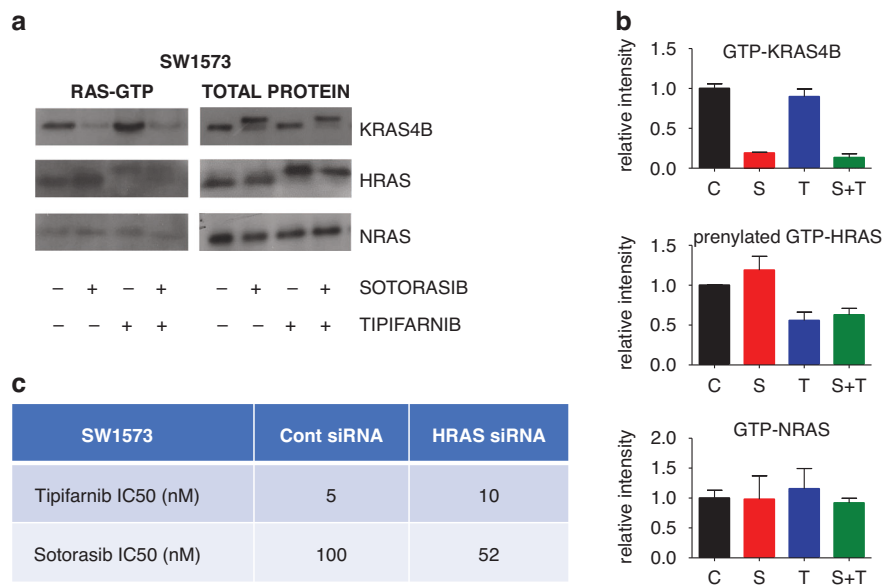 a
SW1573
RAS-GTP TOTAL PROTEIN
KRAS4B
HRAS
NRAS
– + – + – + – + SOTORASIB
– – + + – – + + TIPIFARNIB
b
GTP-KRAS4B
relative intensity
1.5
1.0
0.5
0.0
C S T S+T
prenylated GTP-HRAS
relative intensity
1.5
1.0
0.5
0.0
C S T S+T
GTP-NRAS
relative intensity
2.0
1.5
1.0
0.5
0.0
C S T S+T
c
SW1573 Cont siRNA HRAS siRNA
Tipifarnib IC50 (nM) 5 10
Sotorasib IC50 (nM) 100 52